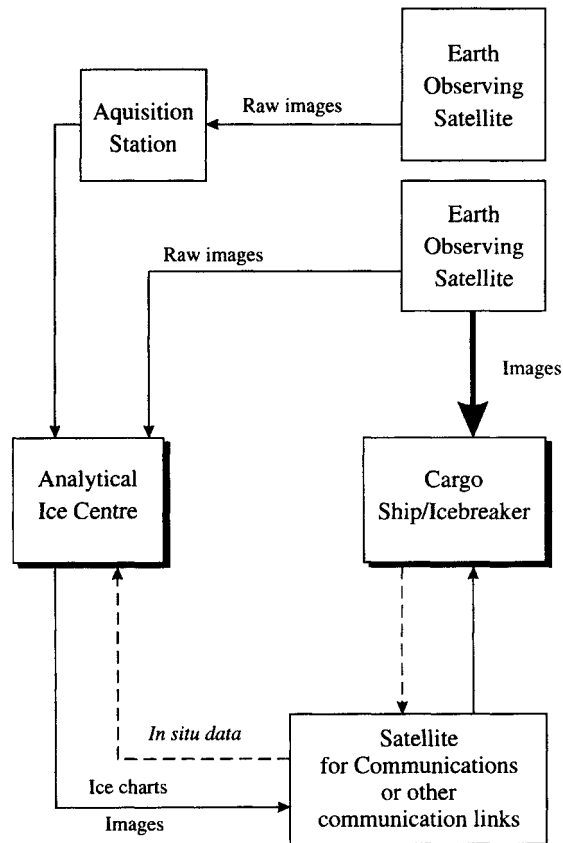 Earth
Observing
Satellite
Raw images
Aquisition
Station
Earth
Observing
Satellite
Raw images
Images
Analytical
Ice Centre
Cargo
Ship/Icebreaker
In situ data
Satellite
for Communications
or other
communication links
Ice charts
Images